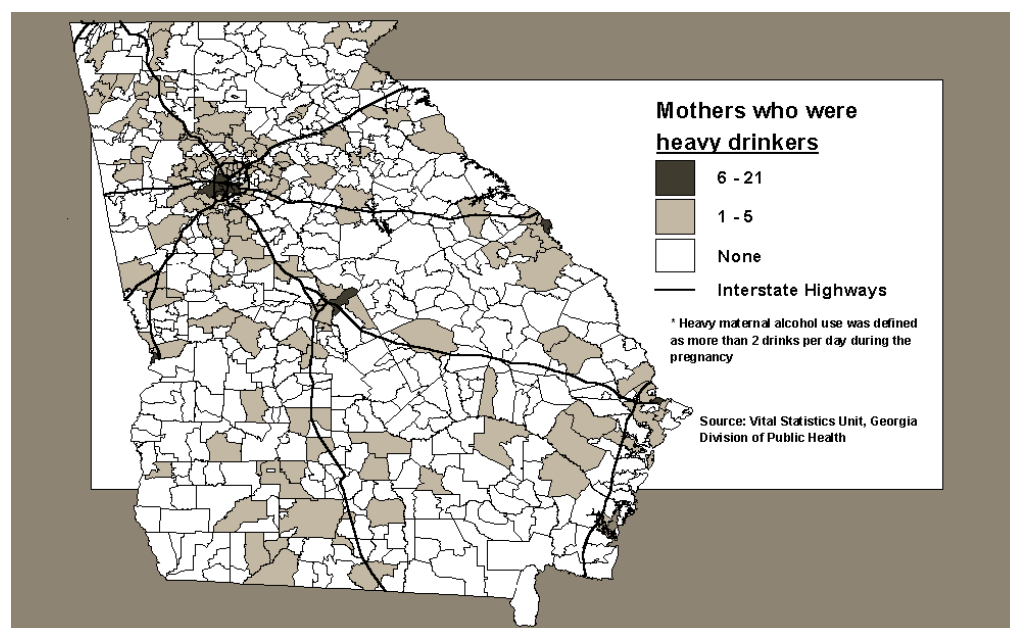 Mothers who were
heavy drinkers
6 - 21
1 - 5
None
Interstate Highways
* Heavy maternal alcohol use was defined
as more than 2 drinks per day during the
pregnancy
Source: Vital Statistics Unit, Georgia
Division of Public Health